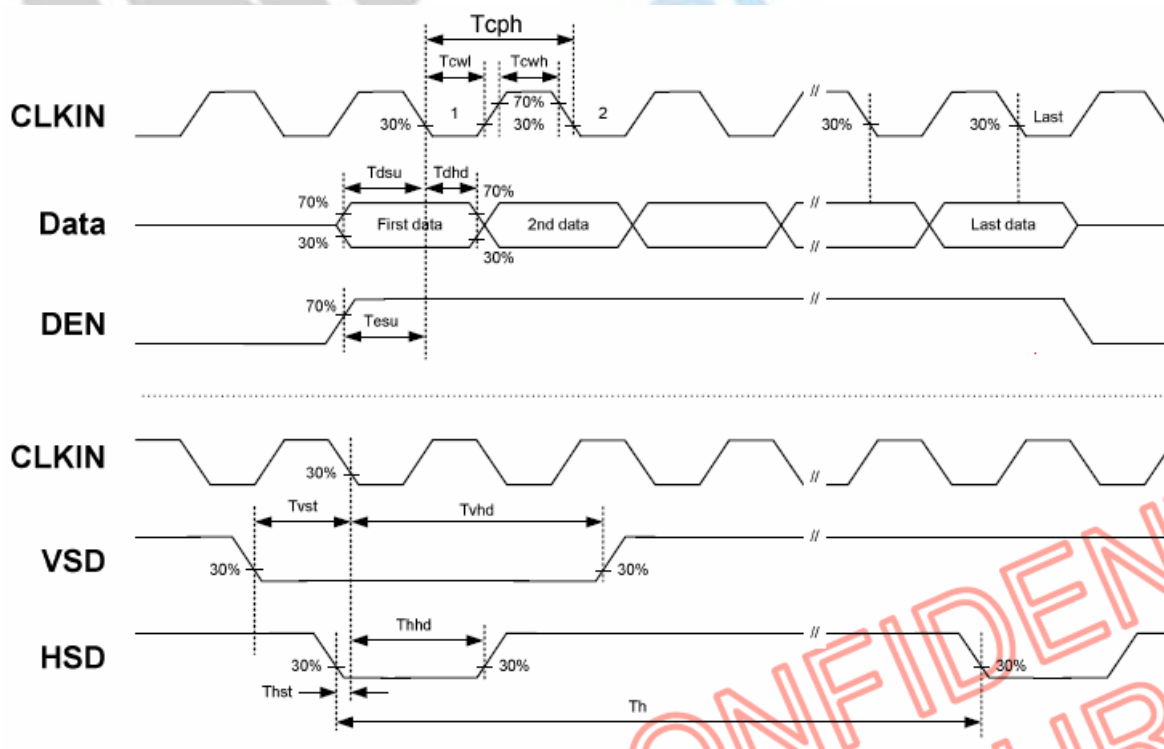 Tcph
Tcwl Tcwh
CLKIN 30% 1 70% 30% 2 // 30% 30% Last
Tdsu Tdhd
70% 70%
Data First data 2nd data // // Last data
30% 30%
70%
DEN Tesu //
CLKIN 30% //
Tvst Tvhd
VSD 30% 30% //
Thhd
HSD 30% 30% // 30%
Thst
Th